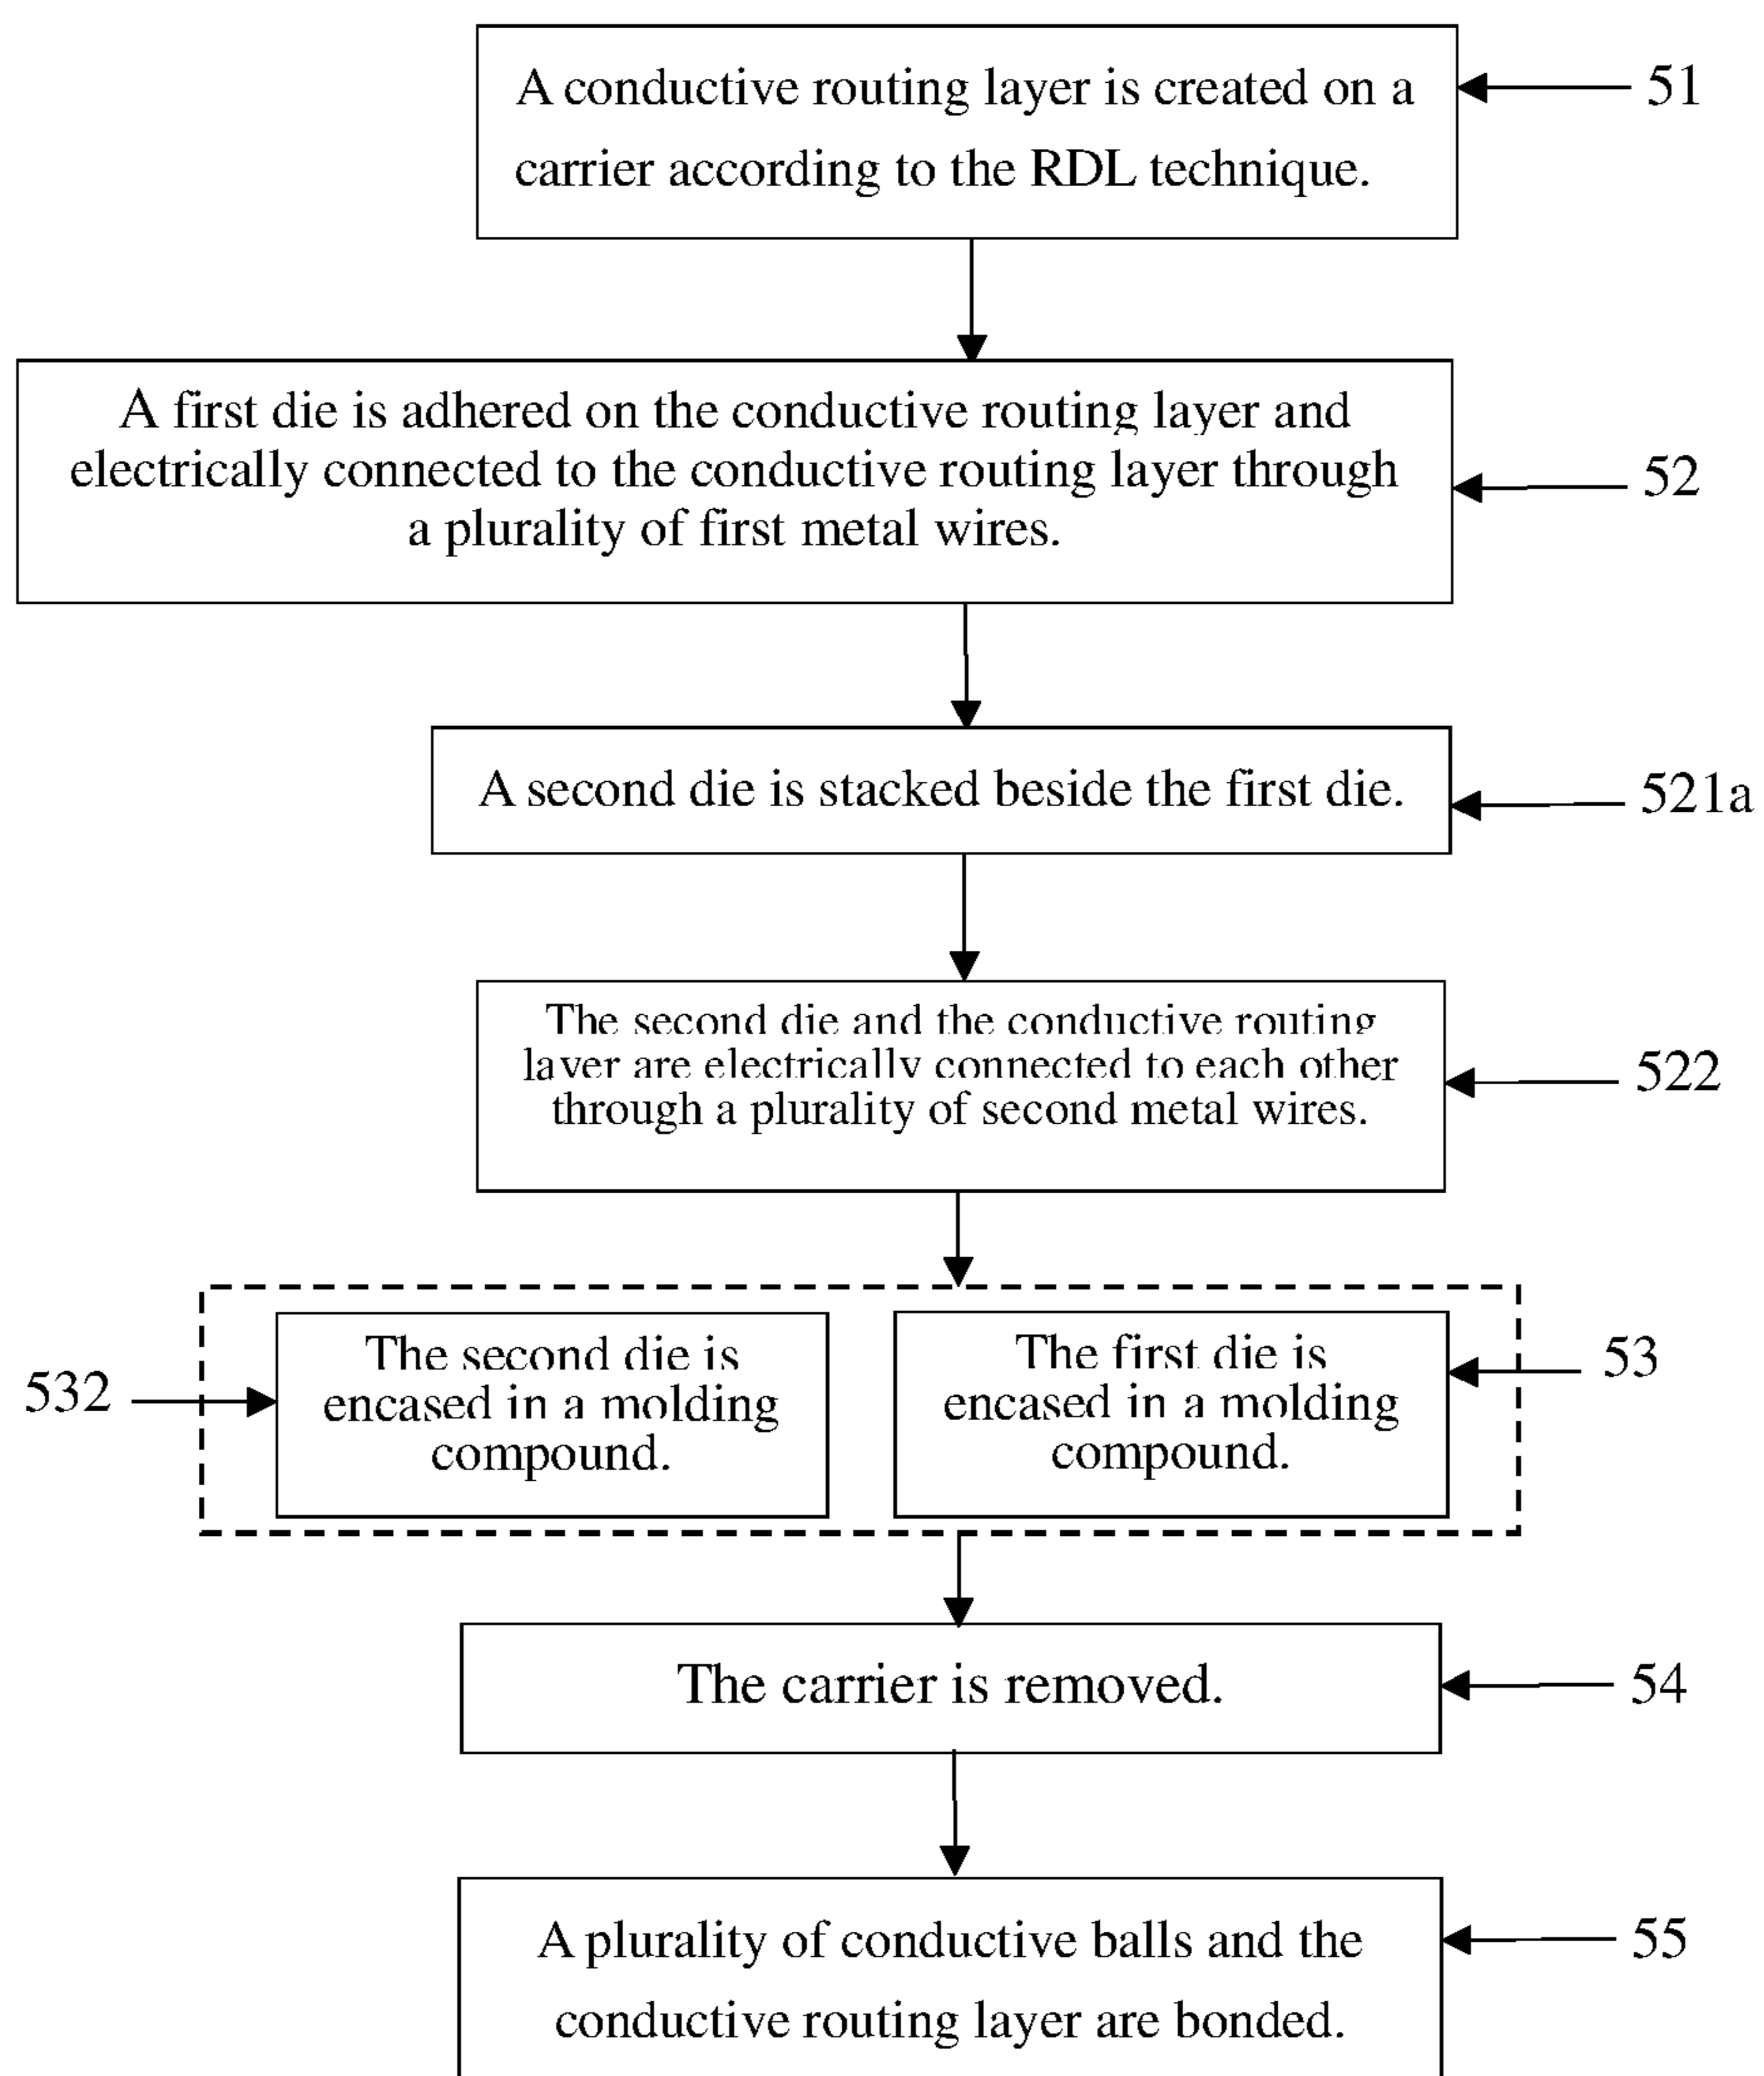 A conductive routing layer is created on a
carrier according to the RDL technique.
51
A first die is adhered on the conductive routing layer and
electrically connected to the conductive routing layer through
a plurality of first metal wires.
52
A second die is stacked beside the first die.
521a
The second die and the conductive routing
layer are electrically connected to each other
through a plurality of second metal wires.
522
532
The second die is
encased in a molding
compound.
The first die is
encased in a molding
compound.
53
The carrier is removed.
54
A plurality of conductive balls and the
conductive routing layer are bonded.
55